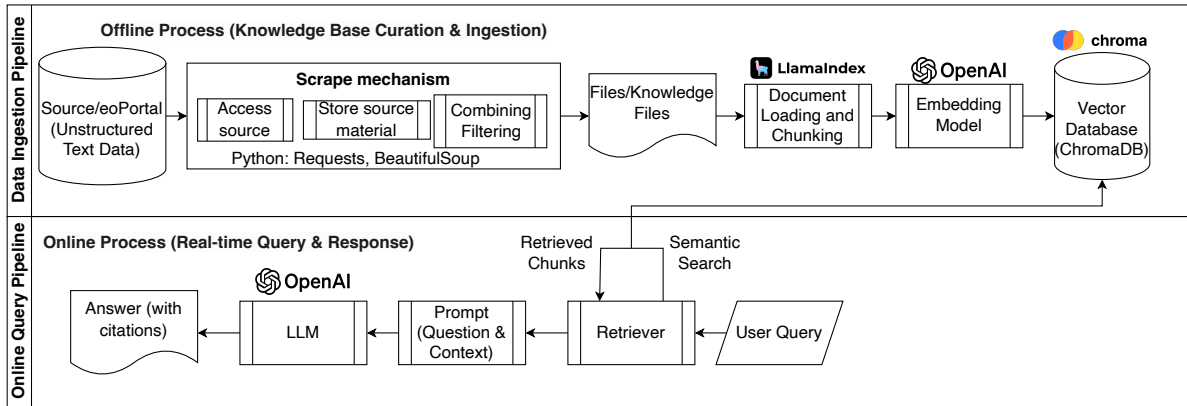 Data Ingestion Pipeline
Offline Process (Knowledge Base Curation & Ingestion)
Source/eoPortal
(Unstructured
Text Data)
Scrape mechanism
Access
source
Store source
material
Combining
Filtering
Python: Requests, BeautifulSoup
Files/Knowledge
Files
LlamaIndex
Document
Loading and
Chunking
OpenAI
Embedding
Model
chroma
Vector
Database
(ChromaDB)
Online Query Pipeline
Online Process (Real-time Query & Response)
Retrieved
Chunks
Semantic
Search
Answer (with
citations)
OpenAI
LLM
Prompt
(Question &
Context)
Retriever
User Query